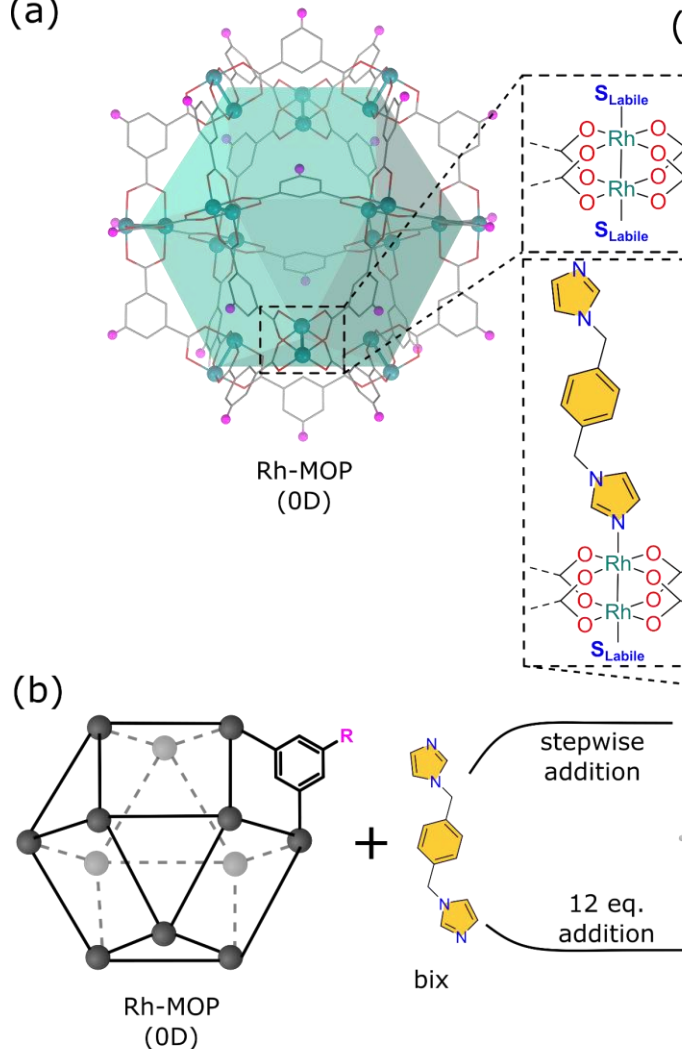 (a)
(
S Labile
Rh
O O
O O
Rh
O O
O O
S Labile
N
N
N
N
O Rh O
O O
O Rh O
O O
S Labile
Rh-MOP
(0D)
(b)
R
+
N
N
N
N
stepwise
addition
12 eq.
addition
bix
Rh-MOP
(0D)